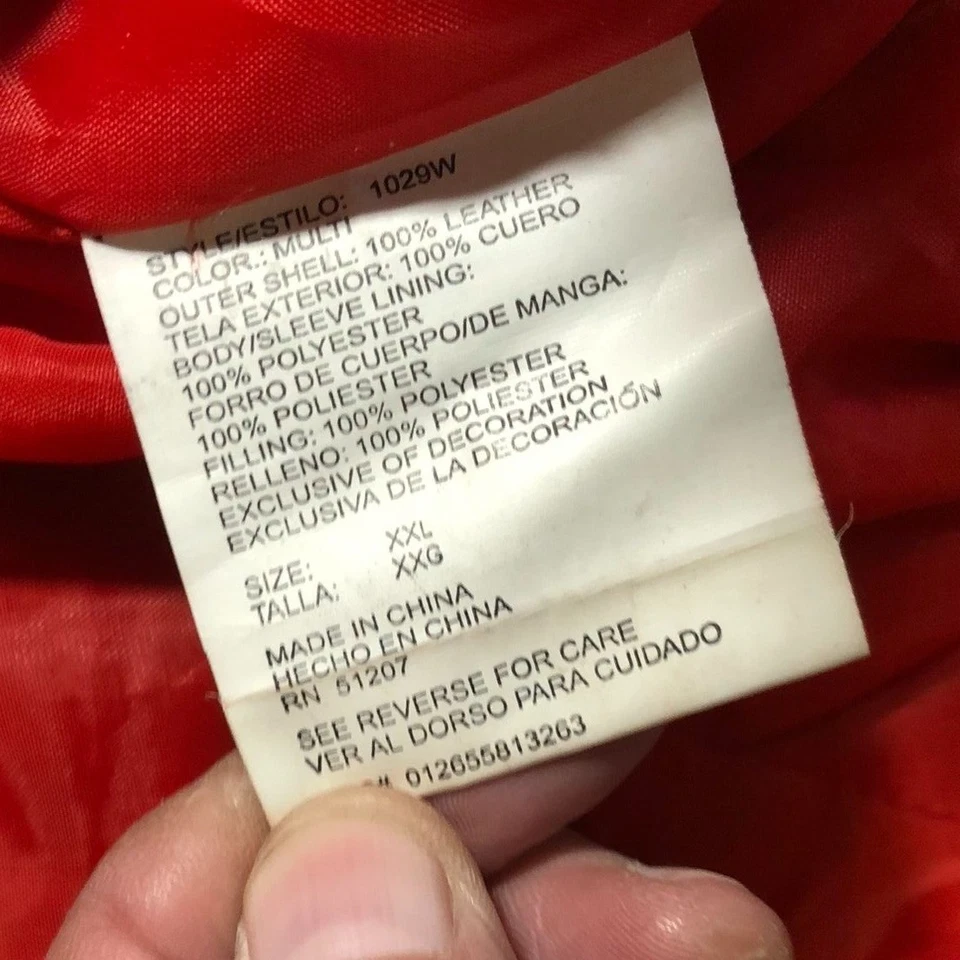 STYLE/ESTILO: 1029W
COLOR.: MULTI
OUTER SHELL: 100% LEATHER
TELA EXTERIOR: 100% CUERO
BODY/SLEEVE LINING:
100% POLYESTER
FORRO DE CUERPO/DE MANGA:
100% POLIESTER
FILLING: 100% POLYESTER
RELLENO: 100% POLIESTER
EXCLUSIVE OF DECORATION
EXCLUSIVA DE LA DECORACIÓN
SIZE: XXL
TALLA: XXG
MADE IN CHINA
HECHO EN CHINA
RN 51207
SEE REVERSE FOR CARE
VER AL DORSO PARA CUIDADO
# 012655813263